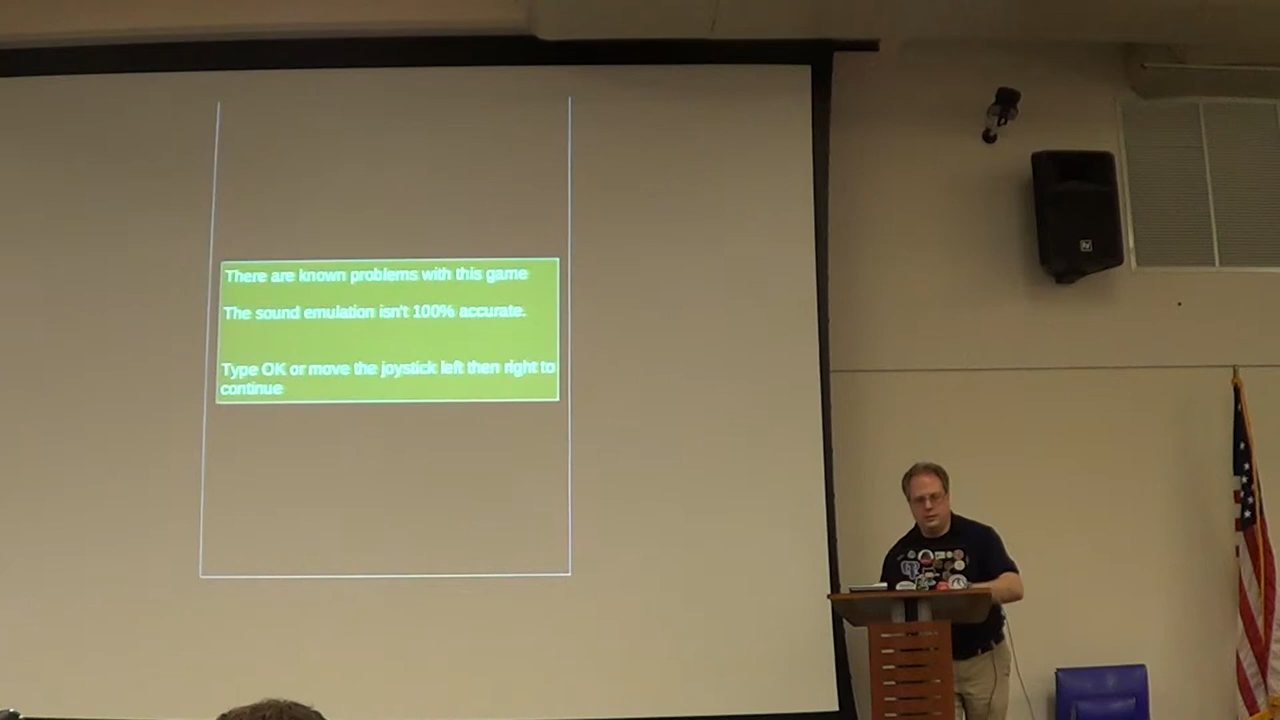 There are known problems with this game
The sound emulation isn't 100% accurate.
Type OK or move the joystick left then right to
continue